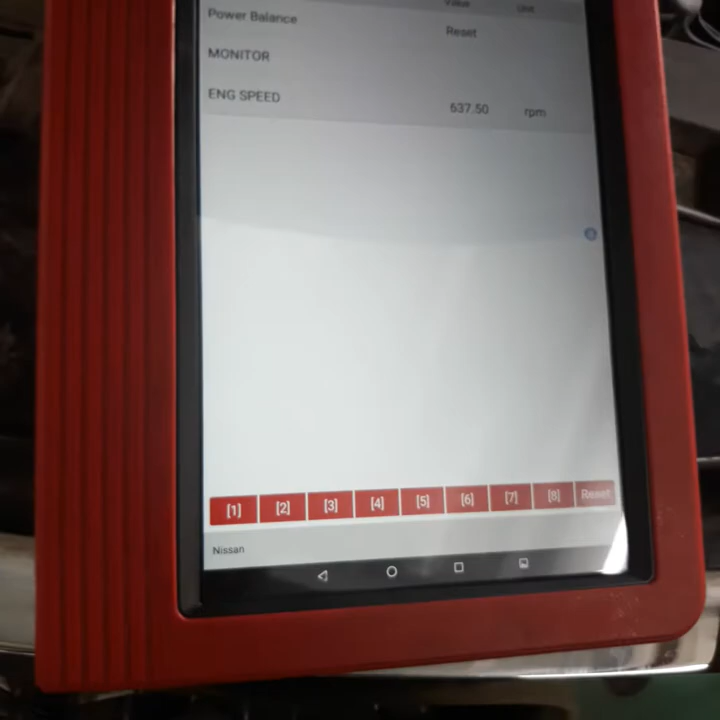 Value Unit
Power Balance Reset
MONITOR
ENG SPEED 637.50 rpm
[1] [2] [3] [4] [5] [6] [7] [8] Reset
Nissan